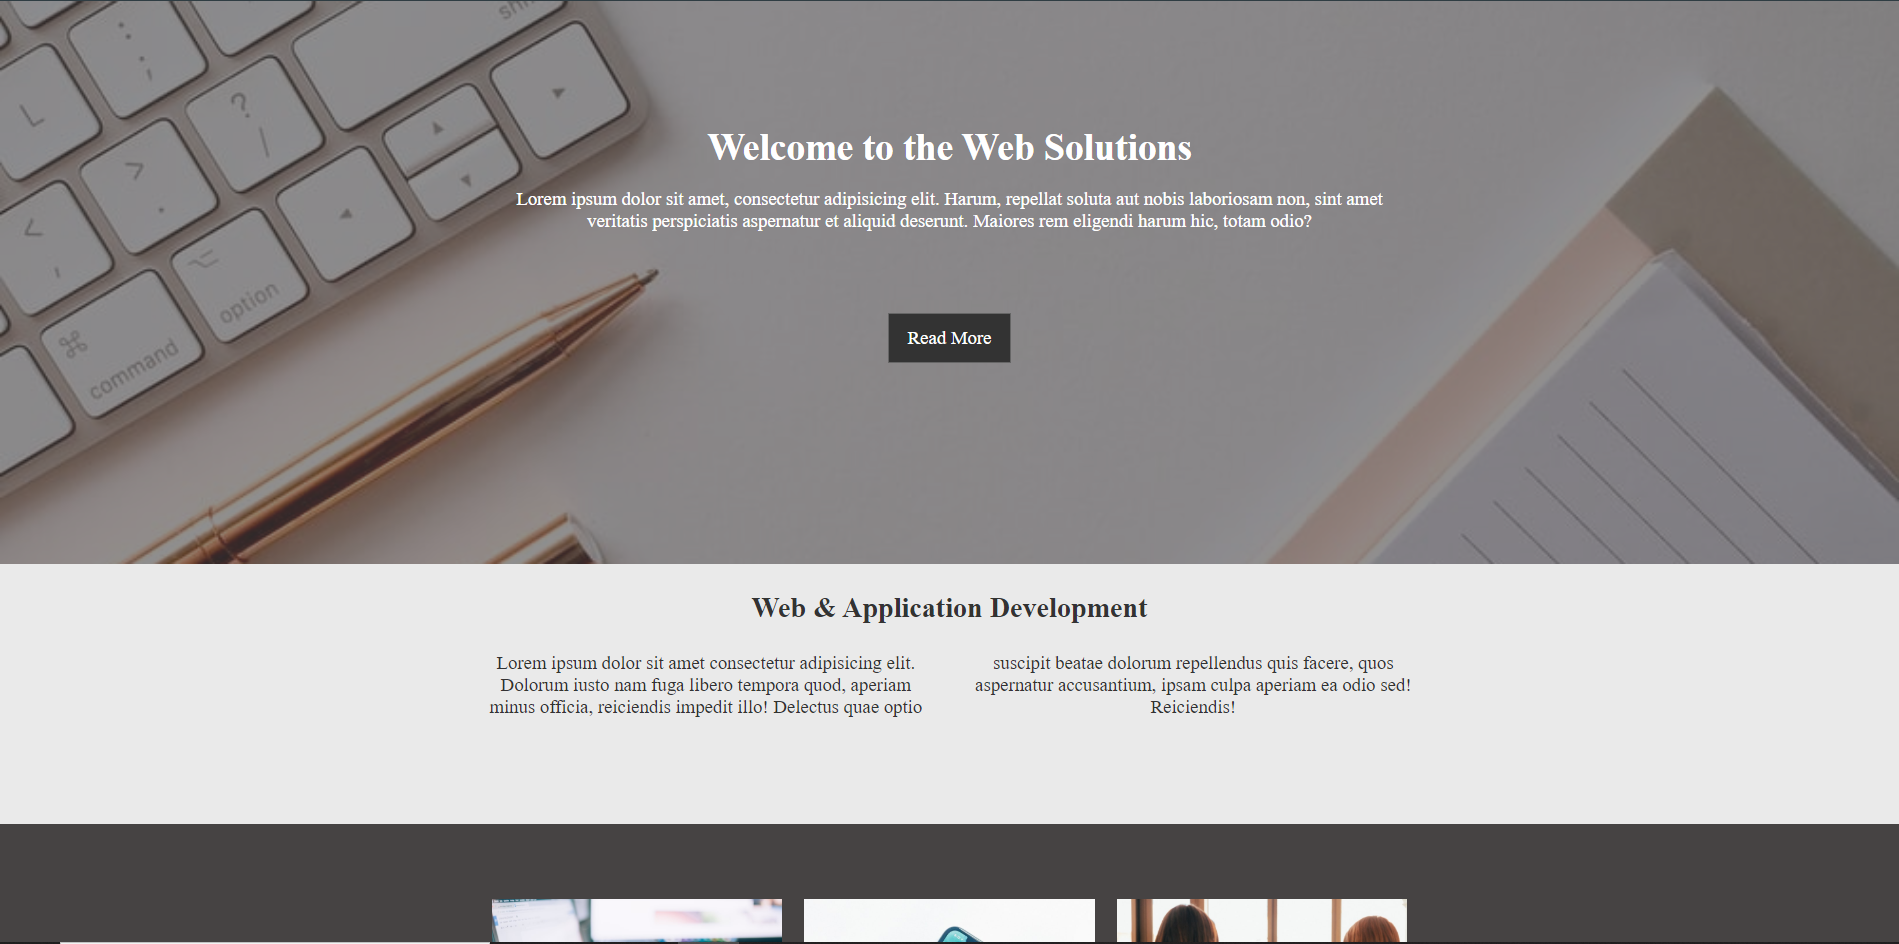 shi
L
?
/
>
.
<
,
option
⌘
command
Welcome to the Web Solutions
Lorem ipsum dolor sit amet, consectetur adipisicing elit. Harum, repellat soluta aut nobis laboriosam non, sint amet
veritatis perspiciatis aspernatur et aliquid deserunt. Maiores rem eligendi harum hic, totam odio?
Read More
Web & Application Development
Lorem ipsum dolor sit amet consectetur adipisicing elit.
Dolorum iusto nam fuga libero tempora quod, aperiam
minus officia, reiciendis impedit illo! Delectus quae optio
suscipit beatae dolorum repellendus quis facere, quos
aspernatur accusantium, ipsam culpa aperiam ea odio sed!
Reiciendis!